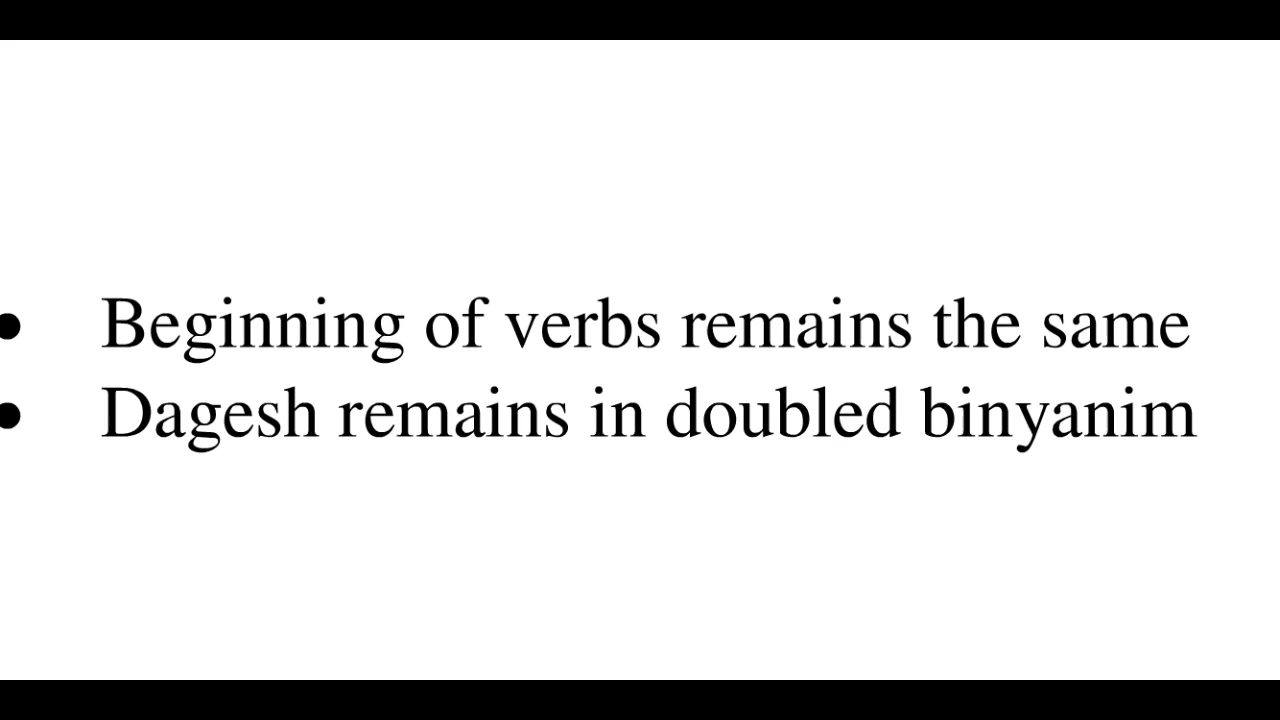 • Beginning of verbs remains the same
• Dagesh remains in doubled binyanim